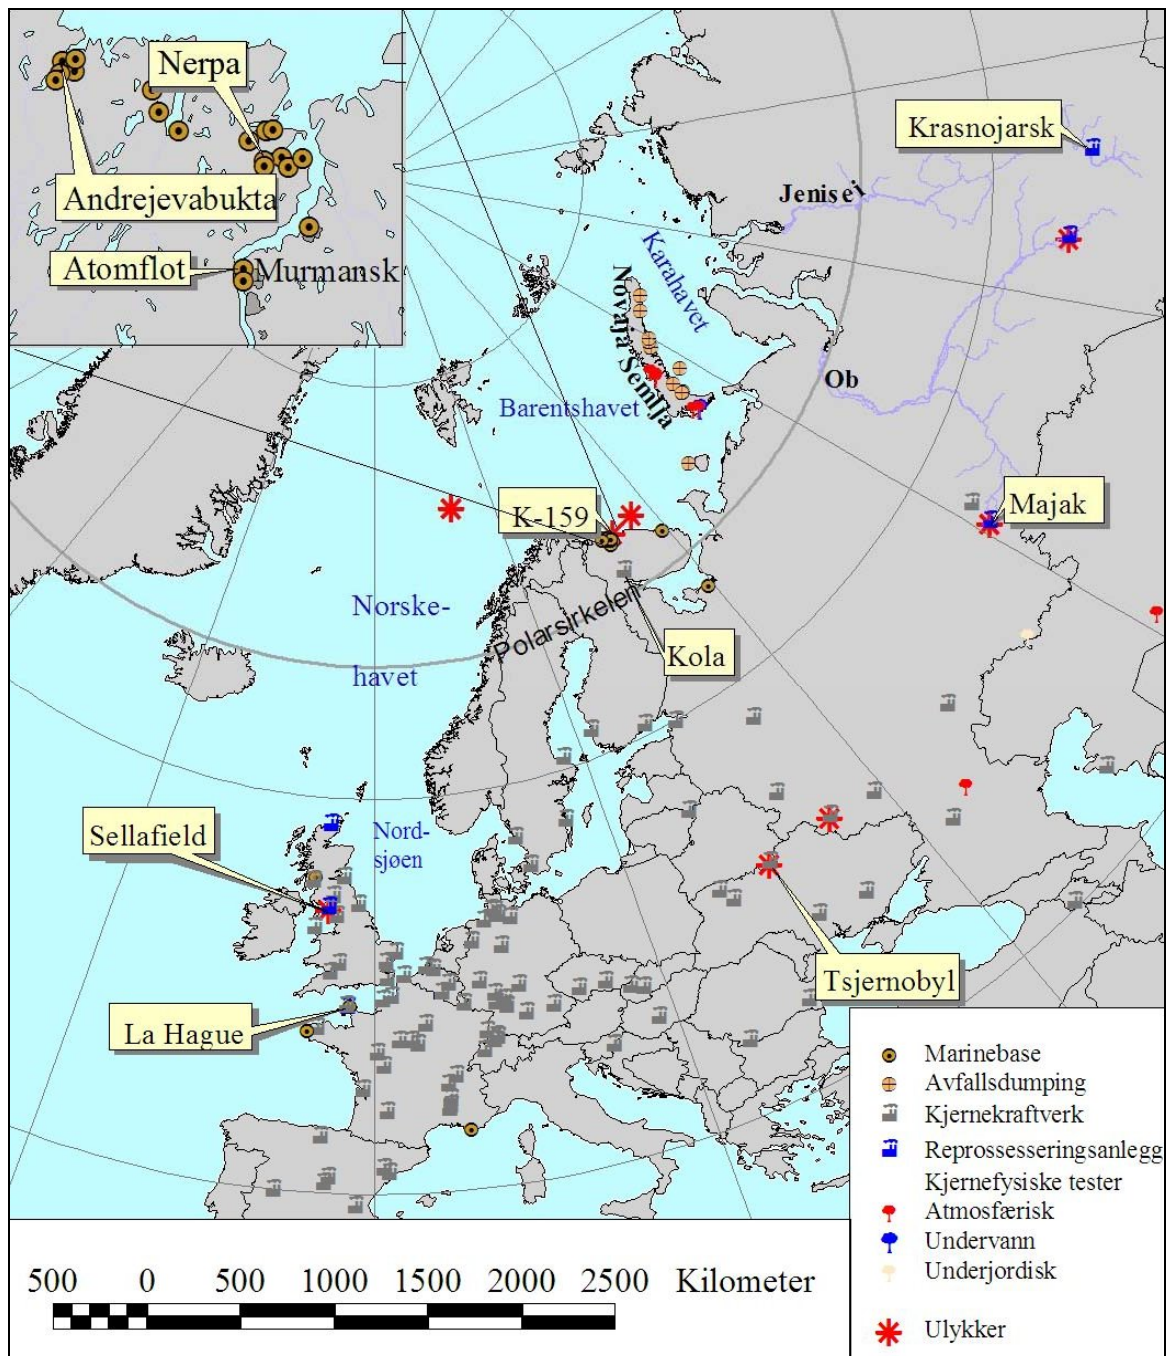 Nerpa
Andrejevabukta
Atomflot
Murmansk
Krasnojarsk
Jenisei
Karahavet
Novaja Semlja
Ob
Barentshavet
Majak
K-159
Norske-
havet
Polarsirkelen
Kola
Sellafield
Nord-
sjøen
Tsjernobyl
La Hague
Marinebase
Avfallsdumping
Kjernekraftverk
Reprossesseringsanlegg
Kjernefysiske tester
Atmosfærisk
Undervann
Underjordisk
Ulykker
500 0 500 1000 1500 2000 2500 Kilometer